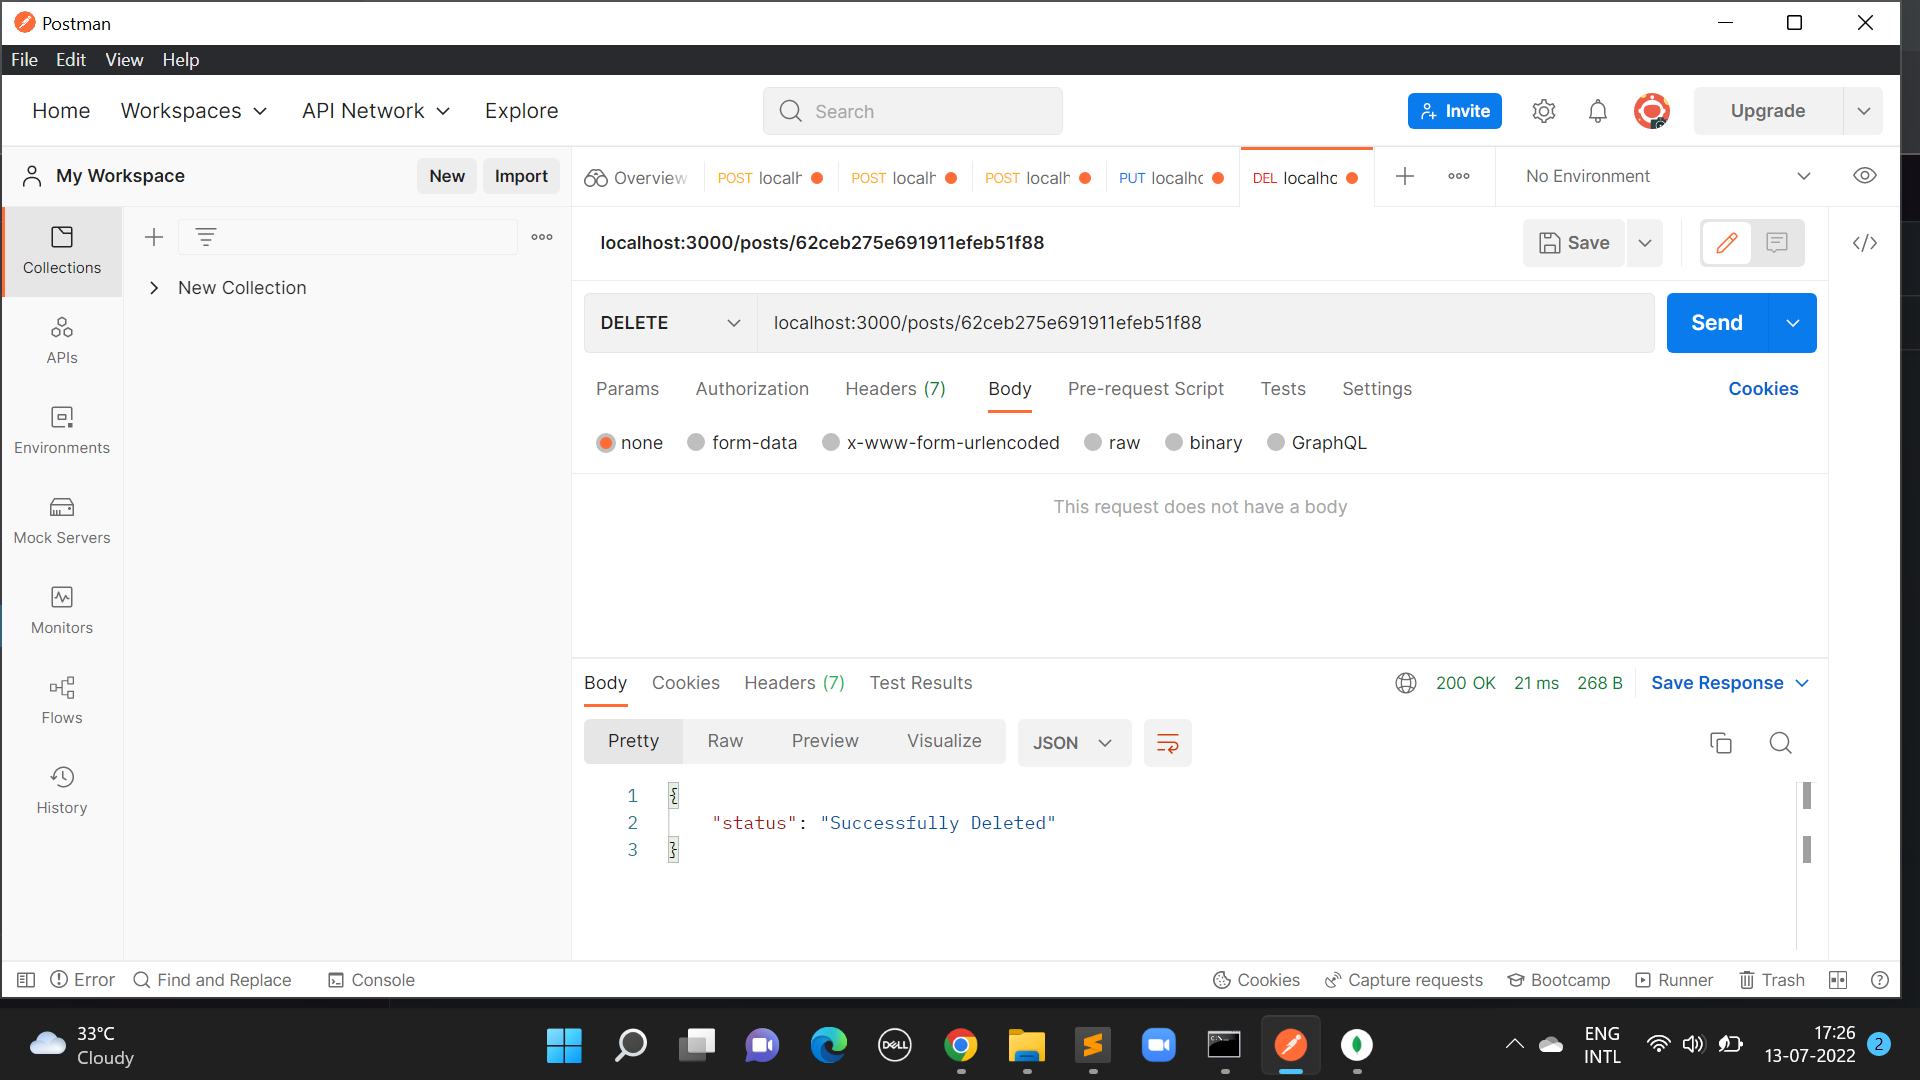 Postman
File Edit View Help
Home Workspaces API Network Explore Search Invite Upgrade
My Workspace New Import Overview POST localh POST localh POST localh PUT localho DEL localho No Environment
Collections
New Collection
APIs
Environments
Mock Servers
Monitors
Flows
History
localhost:3000/posts/62ceb275e691911efeb51f88 Save
DELETE localhost:3000/posts/62ceb275e691911efeb51f88 Send
Params Authorization Headers (7) Body Pre-request Script Tests Settings Cookies
none form-data x-www-form-urlencoded raw binary GraphQL
This request does not have a body
Body Cookies Headers (7) Test Results 200 OK 21 ms 268 B Save Response
Pretty Raw Preview Visualize JSON
1 {
2 "status": "Successfully Deleted"
3 }
Error Find and Replace Console Cookies Capture requests Bootcamp Runner Trash
33°C
Cloudy
DELL
ENG
INTL
17:26
13-07-2022
2